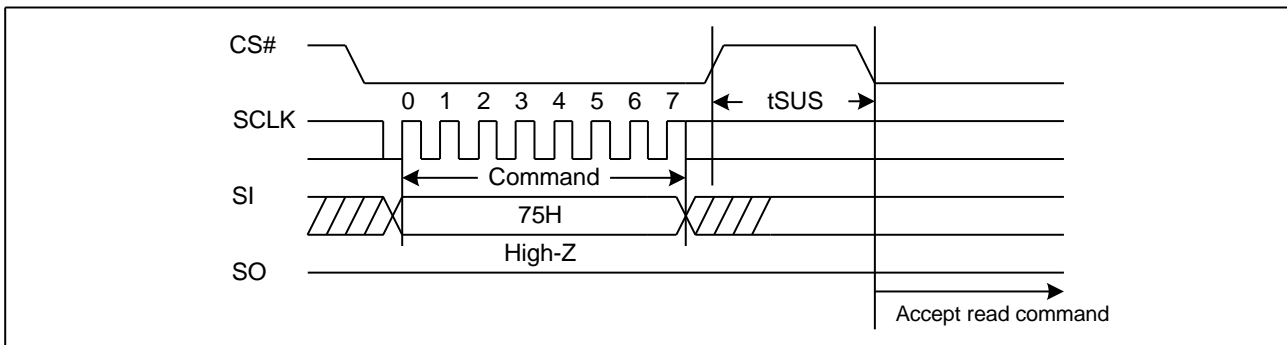 CS#
0 1 2 3 4 5 6 7
tSUS
SCLK
Command
SI
75H
High-Z
SO
Accept read command